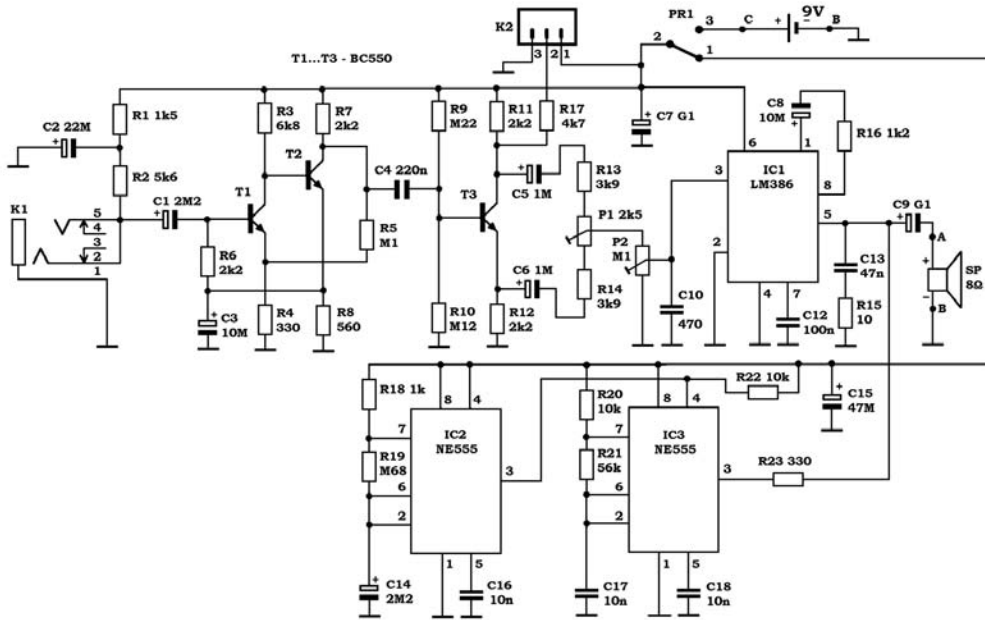 K2
3 2 1
PR1
3
C
+
9V
-
B
2
1
T1...T3 - BC550
R1 1k5
R3
6k8
R7
2k2
R9
M22
R11
2k2
R17
4k7
+
C7 G1
C8
10M
+
R16 1k2
C2 22M
+
R2 5k6
T2
C4 220n
+
C5 1M
R13
3k9
6
1
IC1
LM386
3
8
5
2
4
7
K1
5
4
3
2
1
C1 2M2
+
T1
T3
R5
M1
P1 2k5
P2
M1
C9 G1
+
A
+
SP
8Ω
-
B
R6
2k2
C6 1M
+
R14
3k9
C10
470
C13
47n
R15
10
C12
100n
+
C3
10M
R4
330
R8
560
R10
M12
R12
2k2
R18 1k
8
4
R20
10k
8
4
R22 10k
+
C15
47M
7
IC2
NE555
R19
M68
3
6
2
7
IC3
NE555
R21
56k
3
6
2
R23 330
1
5
1
5
+
C14
2M2
C16
10n
C17
10n
C18
10n